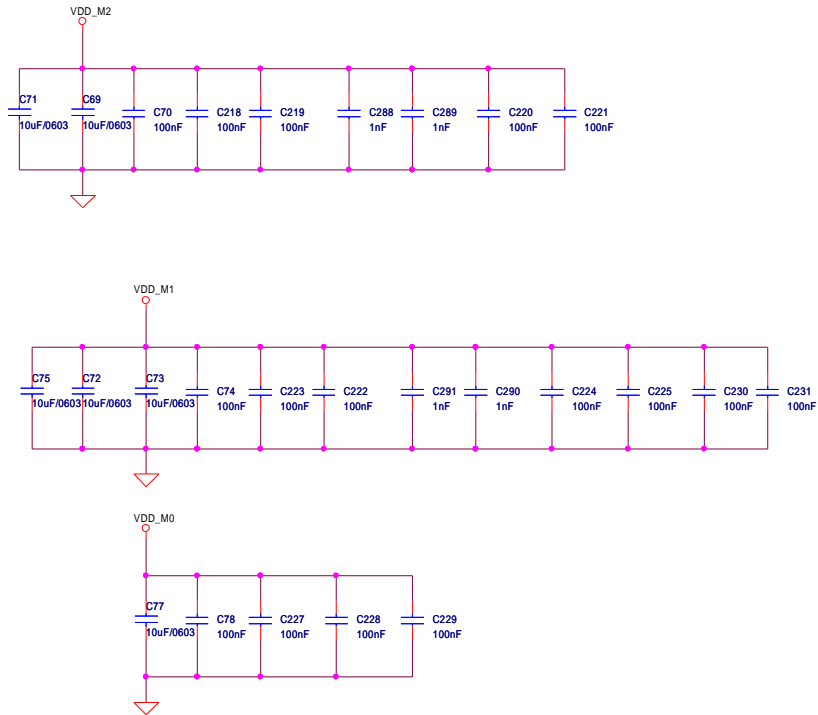 VDD_M2
C71
10uF/0603
C69
10uF/0603
C70
100nF
C218
100nF
C219
100nF
C288
1nF
C289
1nF
C220
100nF
C221
100nF
VDD_M1
C75
10uF/0603
C72
10uF/0603
C73
10uF/0603
C74
100nF
C223
100nF
C222
100nF
C291
1nF
C290
1nF
C224
100nF
C225
100nF
C230
100nF
C231
100nF
VDD_M0
C77
10uF/0603
C78
100nF
C227
100nF
C228
100nF
C229
100nF